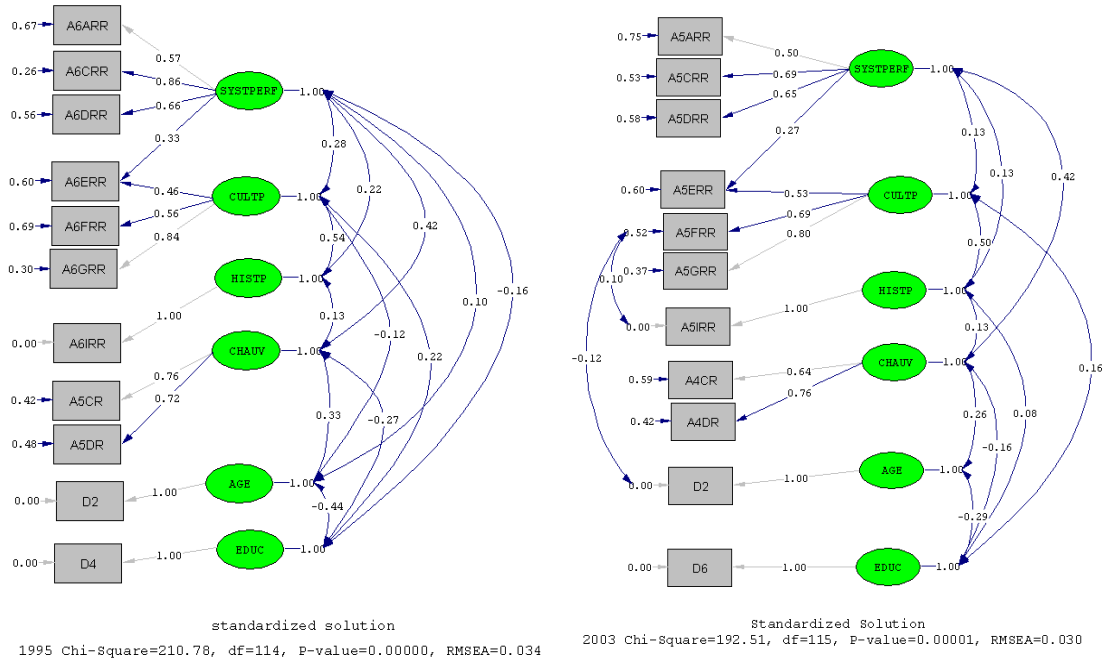 0.67 A6ARR
0.57
0.26 A6CRR
0.86
SYSTPERF 1.00
0.56 A6DRR
0.66
0.33
0.28
0.60 A6ERR
0.46
0.22
CULTP 1.00
0.56
0.69 A6FRR
0.42
0.84
0.54
0.30 A6GRR
HISTP 1.00
-0.16
0.10
1.00
0.13
-0.12
0.00 A6IRR
CHAUV 1.00
0.22
0.76
0.42 A5CR
0.72
0.33
-0.27
0.48 A5DR
AGE 1.00
1.00
0.00 D2
-0.44
EDUC 1.00
1.00
0.00 D4
standardized solution
1995 Chi-Square=210.78, df=114, P-value=0.00000, RMSEA=0.034
0.75 A5ARR
0.50
SYSTPERF 1.00
0.53 A5CRR
0.69
0.65
0.58 A5DRR
0.27
0.13
0.13
0.42
0.60 A5ERR
0.53
CULTP 1.00
0.69
0.52 A5FRR
0.80
0.50
0.37 A5GRR
0.10
HISTP 1.00
1.00
0.00 A5IRR
0.13
-0.12
CHAUV 1.00
0.16
0.64
0.59 A4CR
0.76
0.42 A4DR
0.26
0.08
-0.16
AGE 1.00
1.00
0.00 D2
-0.29
EDUC 1.00
1.00
0.00 D6
Standardized Solution
2003 Chi-Square=192.51, df=115, P-value=0.00001, RMSEA=0.030